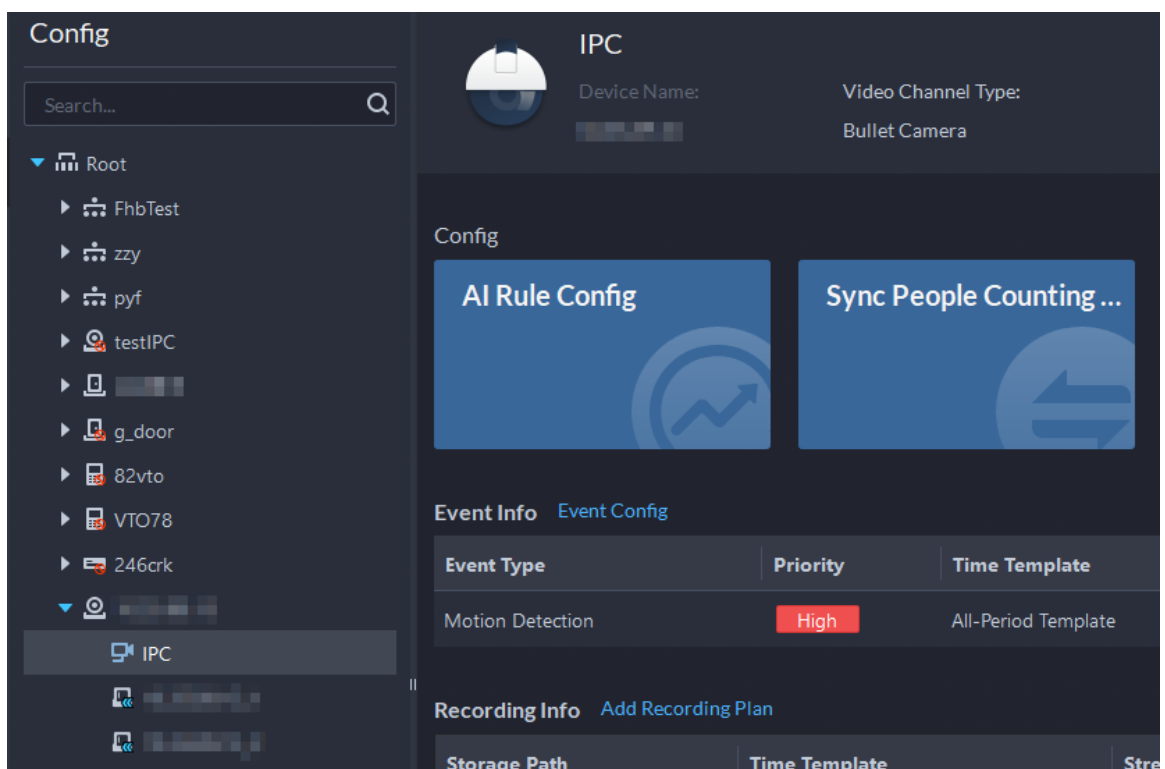 Config
Search...
Root
FhbTest
zzy
pyf
testIPC
g_door
82vto
VTO78
246crk
IPC
IPC
Device Name:
Video Channel Type:
Bullet Camera
Config
AI Rule Config
Sync People Counting ...
Event Info Event Config
Event Type Priority Time Template
Motion Detection High All-Period Template
Recording Info Add Recording Plan
Storage Path Time Template Stre